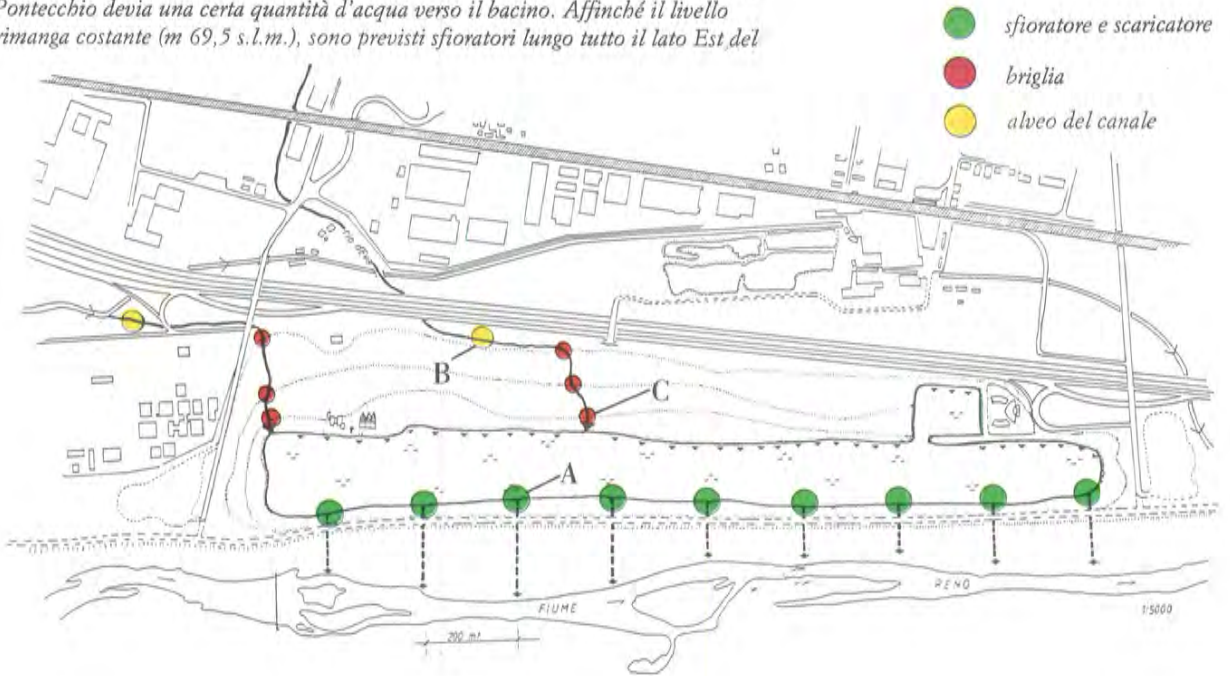 Pontecchio devia una certa quantità d'acqua verso il bacino. Affinché il livello
rimanga costante (m 69,5 s.l.m.), sono previsti sfioratori lungo tutto il lato Est del
sfioratore e scaricatore
briglia
alveo del canale
B
C
A
FIUME
RENO
1:5000
200 mt